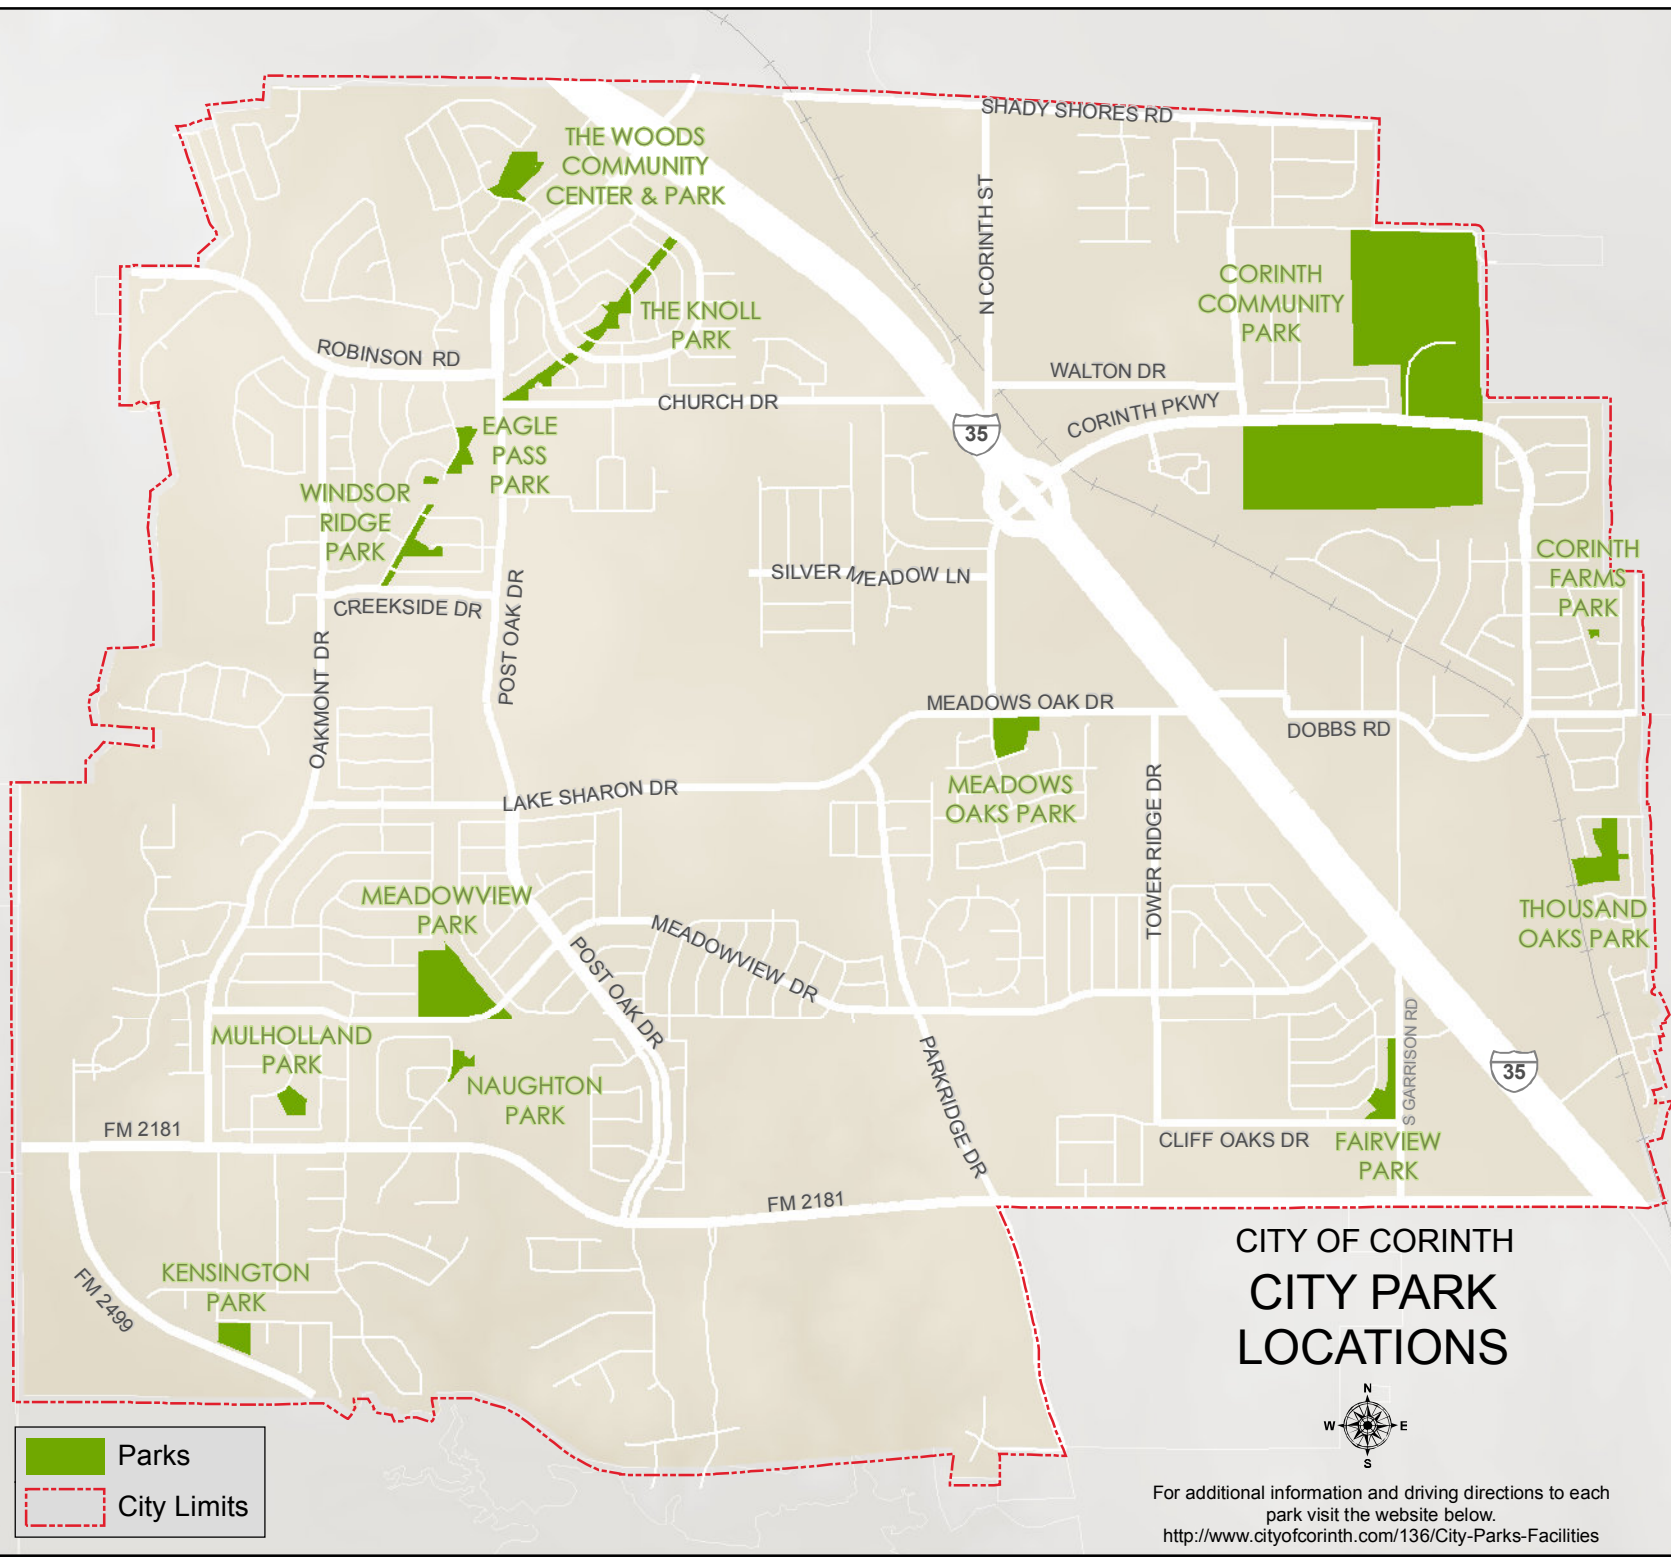 SHADY SHORES RD
THE WOODS
COMMUNITY
CENTER & PARK
N CORINTH ST
CORINTH
COMMUNITY
PARK
THE KNOLL
PARK
ROBINSON RD
WALTON DR
CHURCH DR
CORINTH PKWY
35
EAGLE
PASS
PARK
WINDSOR
RIDGE
PARK
CORINTH
FARMS
PARK
SILVER MEADOW LN
CREEKSIDE DR
POST OAK DR
OAKMONT DR
MEADOWS OAK DR
DOBBS RD
LAKE SHARON DR
MEADOWS
OAKS PARK
TOWER RIDGE DR
MEADOWVIEW
PARK
THOUSAND
OAKS PARK
MEADOWVIEW DR
POST OAK DR
MULHOLLAND
PARK
NAUGHTON
PARK
PARKRIDGE DR
S GARRISON RD
35
FM 2181
CLIFF OAKS DR
FAIRVIEW
PARK
FM 2181
KENSINGTON
PARK
FM 2499
CITY OF CORINTH
CITY PARK
LOCATIONS
N
W E
S
Parks
City Limits
For additional information and driving directions to each
park visit the website below.
http://www.cityofcorinth.com/136/City-Parks-Facilities